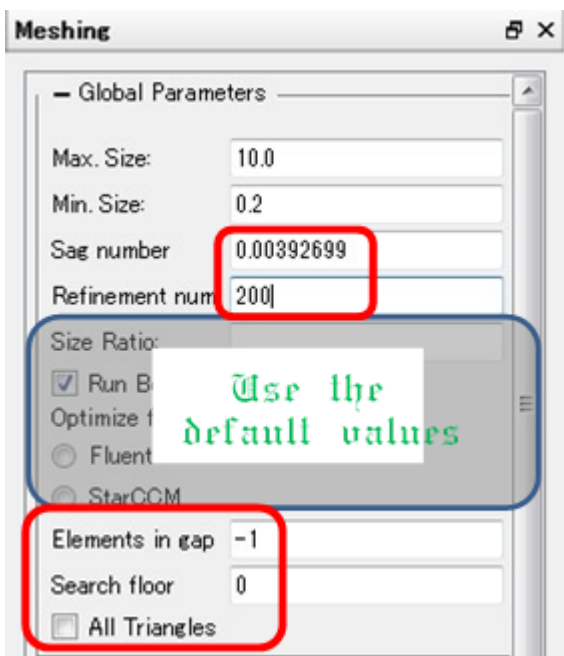 Meshing
Global Parameters
Max. Size: 10.0
Min. Size: 0.2
Sag number 0.00392699
Refinement num 200
Size Ratio:
Run B
Use the
Optimize f
default values
Fluent
StarCCM
Elements in gap -1
Search floor 0
All Triangles